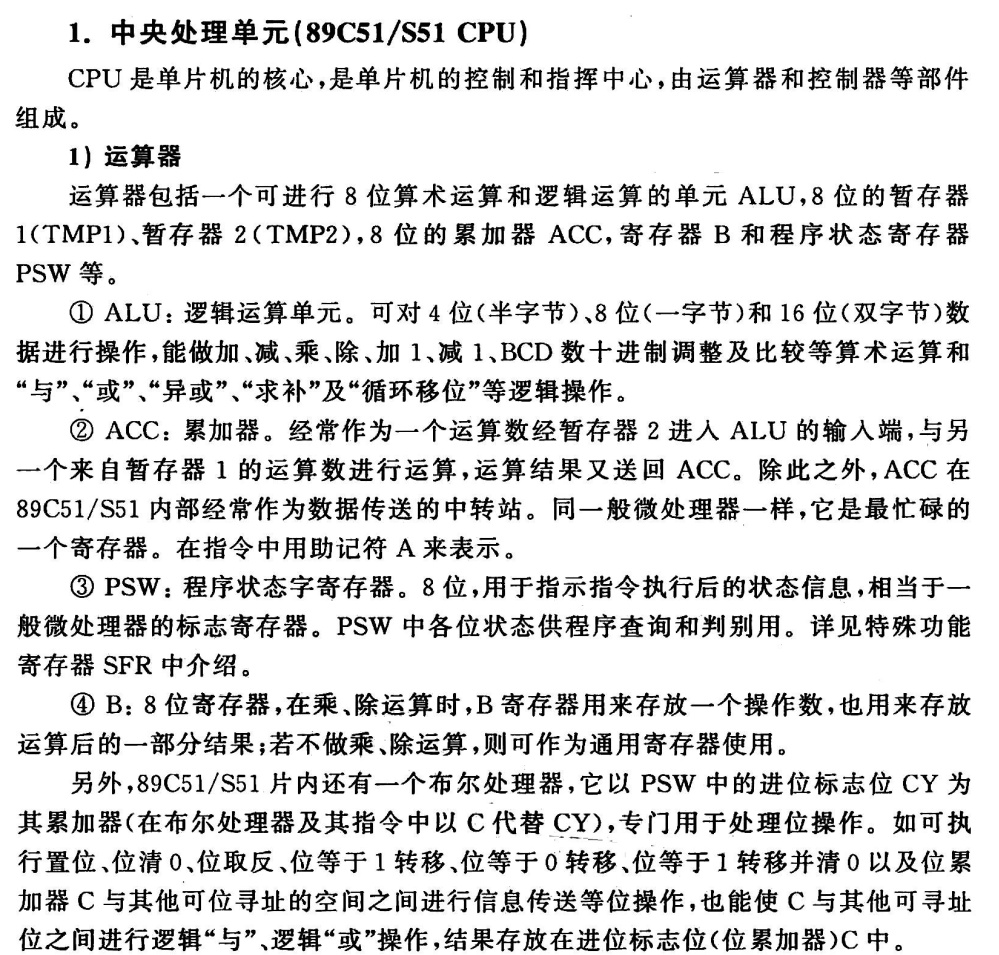 1. 中央处理单元(89C51/S51 CPU)
CPU 是单片机的核心,是单片机的控制和指挥中心,由运算器和控制器等部件
组成。
1) 运算器
运算器包括一个可进行 8 位算术运算和逻辑运算的单元 ALU,8 位的暂存器
1(TMP1)、暂存器 2(TMP2),8 位的累加器 ACC,寄存器 B 和程序状态寄存器
PSW 等。
① ALU: 逻辑运算单元。可对 4 位(半字节)、8 位(一字节)和 16 位(双字节)数
据进行操作,能做加、减、乘、除、加 1、减 1、BCD 数十进制调整及比较等算术运算和
“与”、“或”、“异或”、“求补”及“循环移位”等逻辑操作。
② ACC: 累加器。经常作为一个运算数经暂存器 2 进入 ALU 的输入端,与另
一个来自暂存器 1 的运算数进行运算,运算结果又送回 ACC。除此之外,ACC 在
89C51/S51 内部经常作为数据传送的中转站。同一般微处理器一样,它是最忙碌的
一个寄存器。在指令中用助记符 A 来表示。
③ PSW: 程序状态字寄存器。8 位,用于指示指令执行后的状态信息,相当于一
般微处理器的标志寄存器。PSW 中各位状态供程序查询和判别用。详见特殊功能
寄存器 SFR 中介绍。
④ B: 8 位寄存器,在乘、除运算时,B 寄存器用来存放一个操作数,也用来存放
运算后的一部分结果;若不做乘、除运算,则可作为通用寄存器使用。
另外,89C51/S51 片内还有一个布尔处理器,它以 PSW 中的进位标志位 CY 为
其累加器(在布尔处理器及其指令中以 C 代替 CY),专门用于处理位操作。如可执
行置位、位清 0、位取反、位等于 1 转移、位等于 0 转移、位等于 1 转移并清 0 以及位累
加器 C 与其他可位寻址的空间之间进行信息传送等位操作,也能使 C 与其他可寻址
位之间进行逻辑“与”、逻辑“或”操作,结果存放在进位标志位(位累加器)C 中。